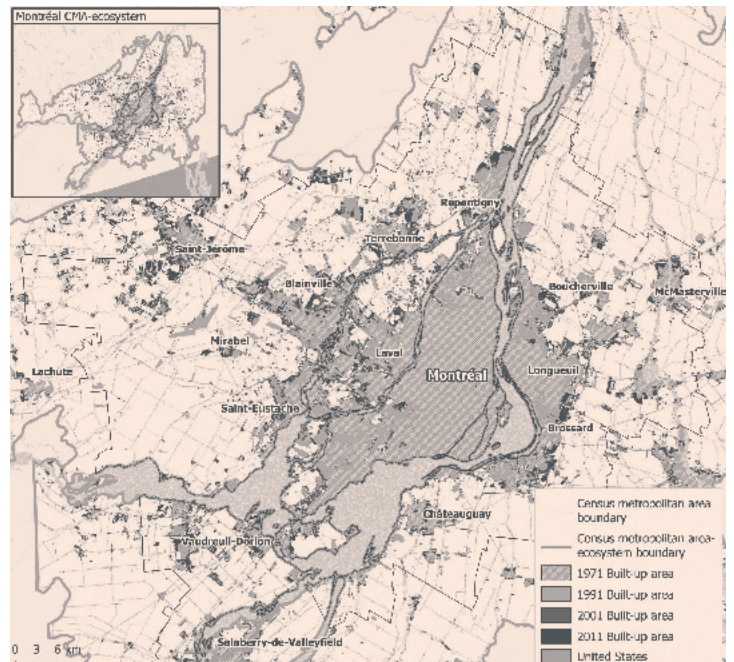 Montréal CMA-ecosystem
Repentigny
Terrebonne
Saint-Jérôme
Blainville
Boucherville
McMasterville
Mirabel
Laval
Lachute
Montréal
Longueuil
Saint-Eustache
Brossard
Châteauguay
Vaudreuil-Dorion
Salaberry-de-Valleyfield
0 3 6 km
Census metropolitan area
boundary
Census metropolitan area-
ecosystem boundary
1971 Built-up area
1991 Built-up area
2001 Built-up area
2011 Built-up area
United States